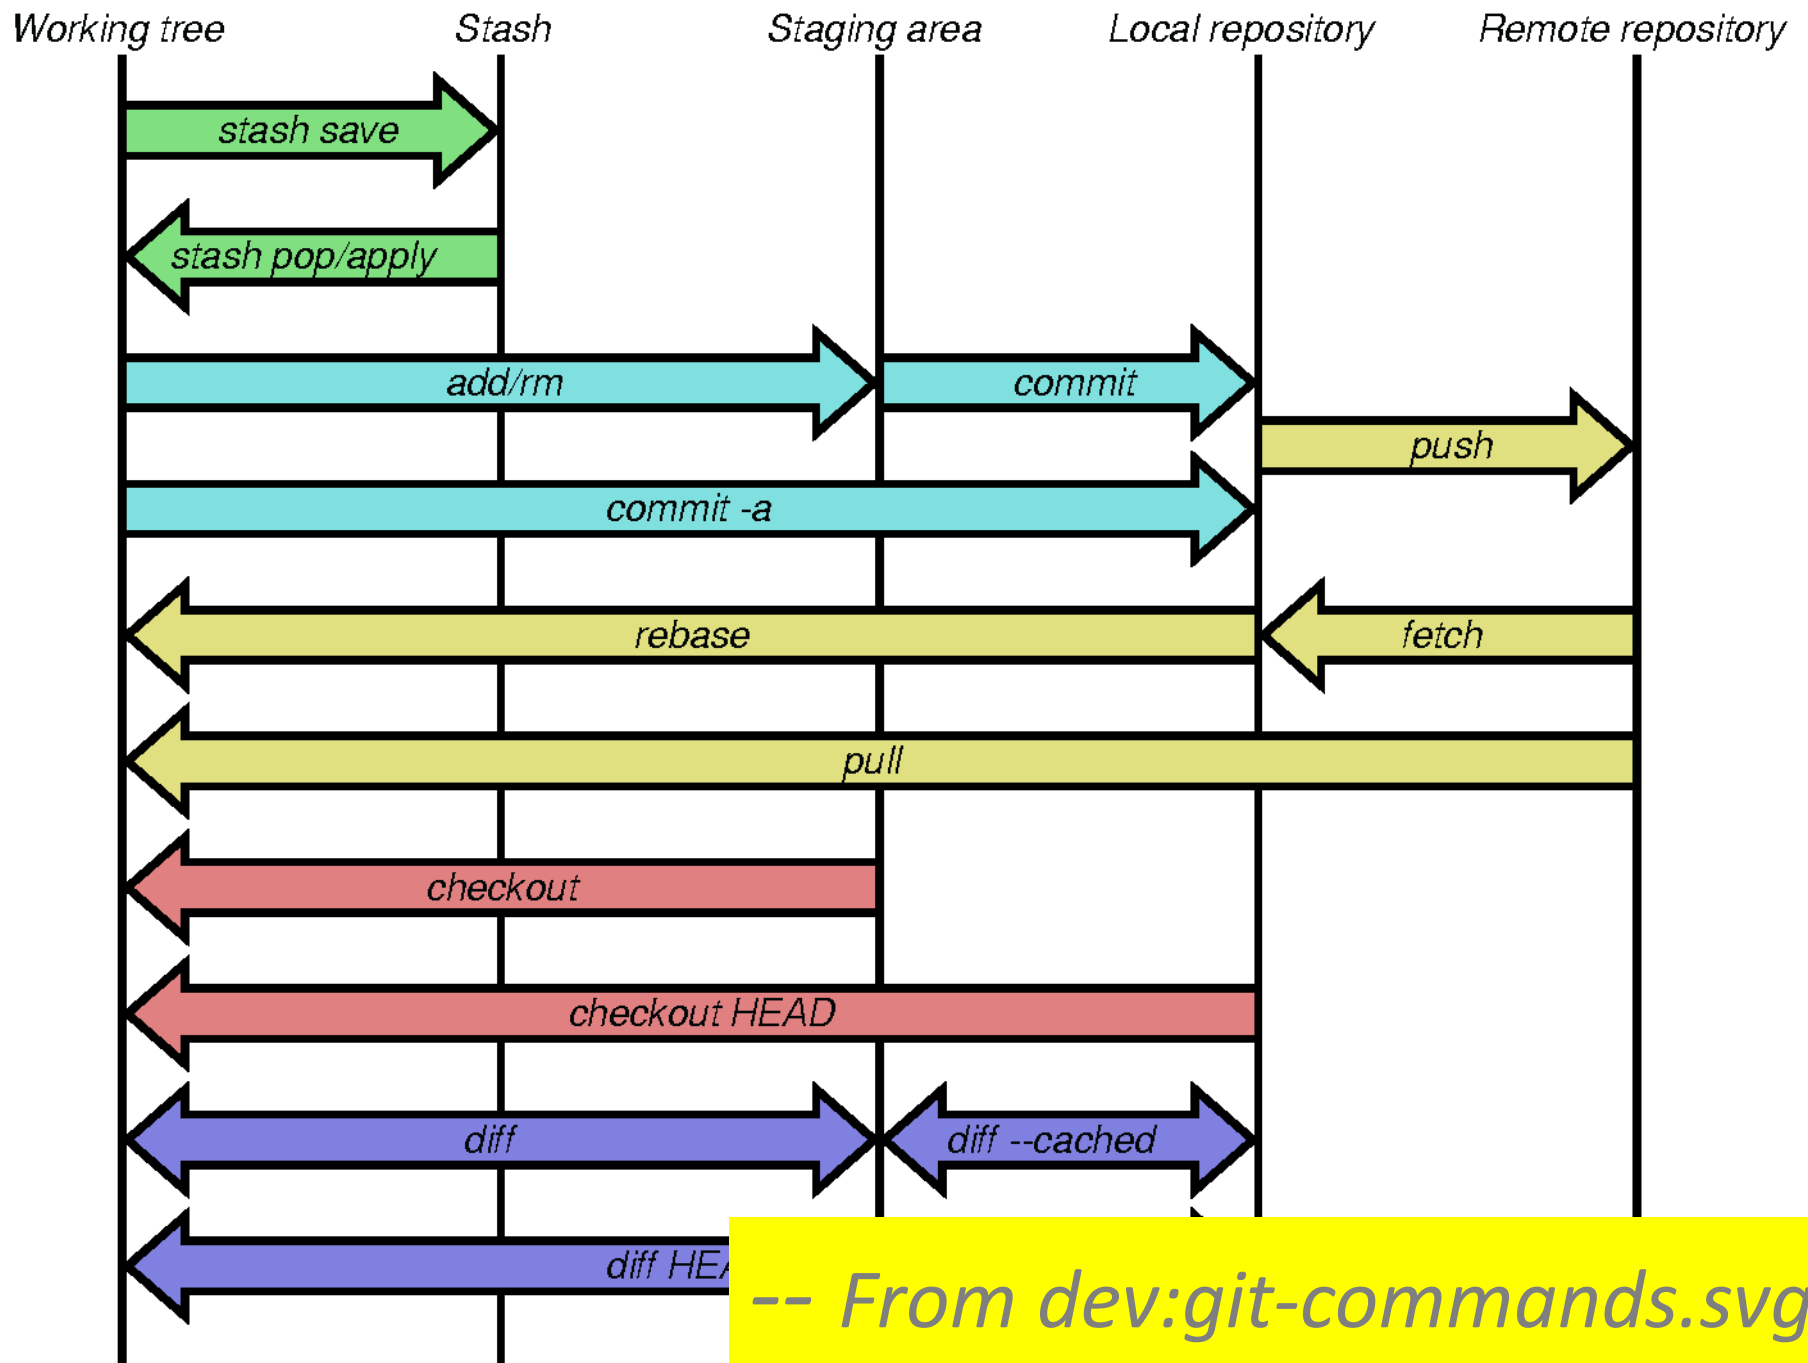 Working tree Stash Staging area Local repository Remote repository
stash save
stash pop/apply
add/rm commit
push
commit -a
rebase fetch
pull
checkout
checkout HEAD
diff diff --cached
diff
-- From dev:git-commands.svg